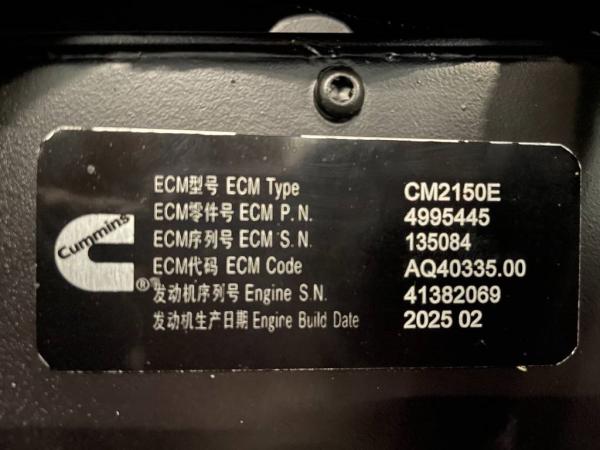 Cummins
®
ECM型号 ECM Type CM2150E
ECM零件号 ECM P.N. 4995445
ECM序列号 ECM S.N. 135084
ECM代码 ECM Code AQ40335.00
发动机序列号 Engine S.N. 41382069
发动机生产日期 Engine Build Date 2025 02